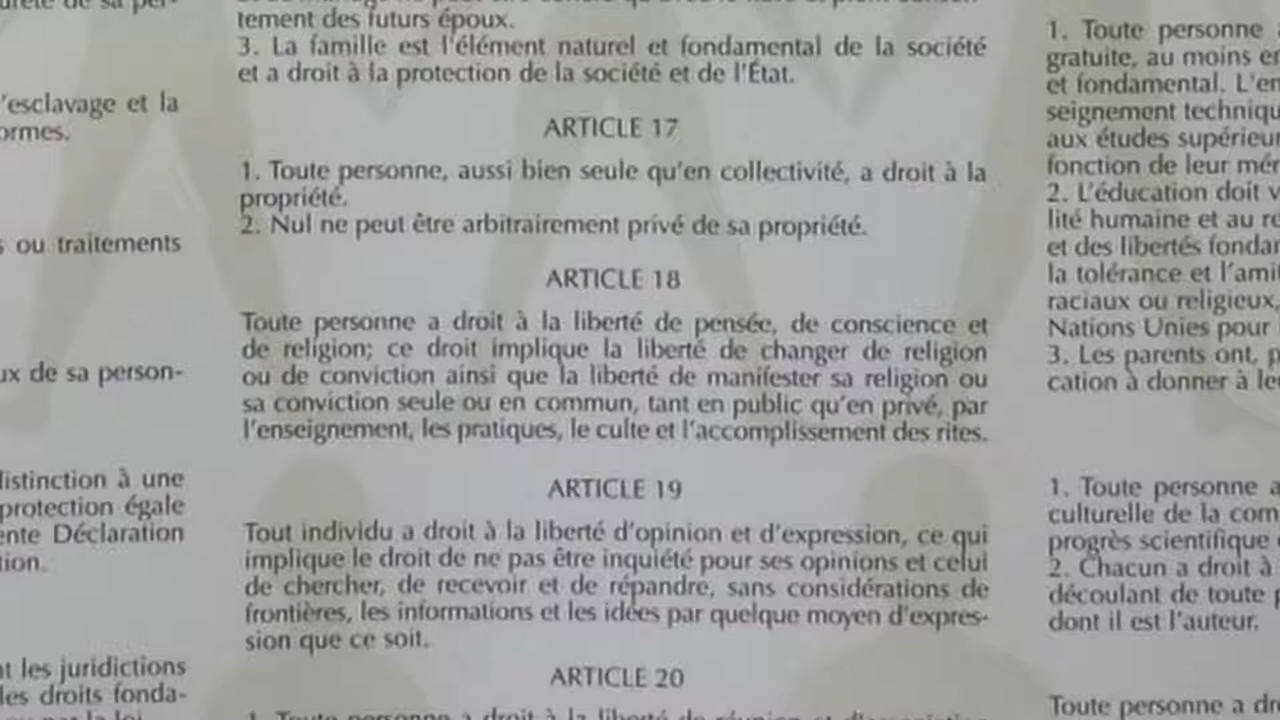 'esclavage et la
ormes.
s ou traitements
ux de sa person-
distinction à une
protection égale
ente Déclaration
tion.
nt les juridictions
les droits fonda-
tement des futurs époux.
3. La famille est l'élément naturel et fondamental de la société
et a droit à la protection de la société et de l'État.
ARTICLE 17
1. Toute personne, aussi bien seule qu'en collectivité, a droit à la
propriété.
2. Nul ne peut être arbitrairement privé de sa propriété.
ARTICLE 18
Toute personne a droit à la liberté de pensée, de conscience et
de religion; ce droit implique la liberté de changer de religion
ou de conviction ainsi que la liberté de manifester sa religion ou
sa conviction seule ou en commun, tant en public qu'en privé, par
l'enseignement, les pratiques, le culte et l'accomplissement des rites.
ARTICLE 19
Tout individu a droit à la liberté d'opinion et d'expression, ce qui
implique le droit de ne pas être inquiété pour ses opinions et celui
de chercher, de recevoir et de répandre, sans considérations de
frontières, les informations et les idées par quelque moyen d'expres-
sion que ce soit.
ARTICLE 20
1. Toute personne a droit à la liberté de
1. Toute personne a
gratuite, au moins en
et fondamental. L'en
seignement techniqu
aux études supérieur
fonction de leur mér
2. L'éducation doit v
lité humaine et au re
et des libertés fondam
la tolérance et l'amit
raciaux ou religieux,
Nations Unies pour
3. Les parents ont, p
cation à donner à leu
1. Toute personne a
culturelle de la com
progrès scientifique
2. Chacun a droit à
découlant de toute p
dont il est l'auteur.
Toute personne a dr